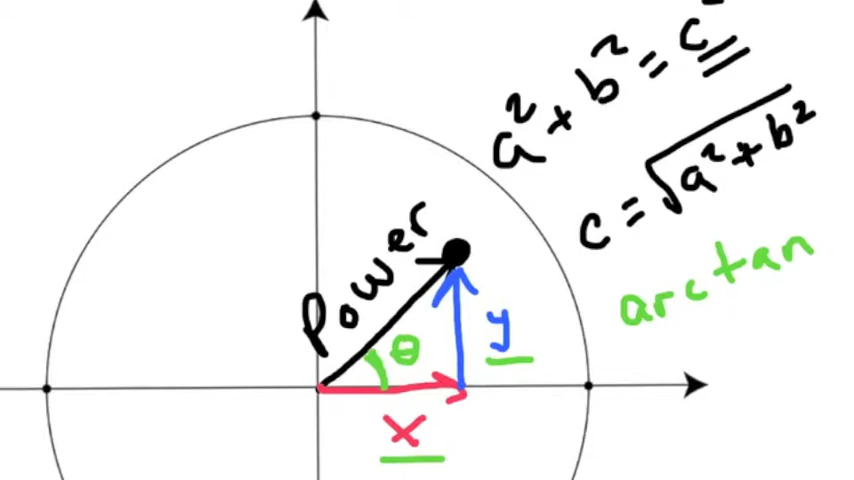 a² + b² = c²
c = √a² + b²
arctan
Power
θ
y
x